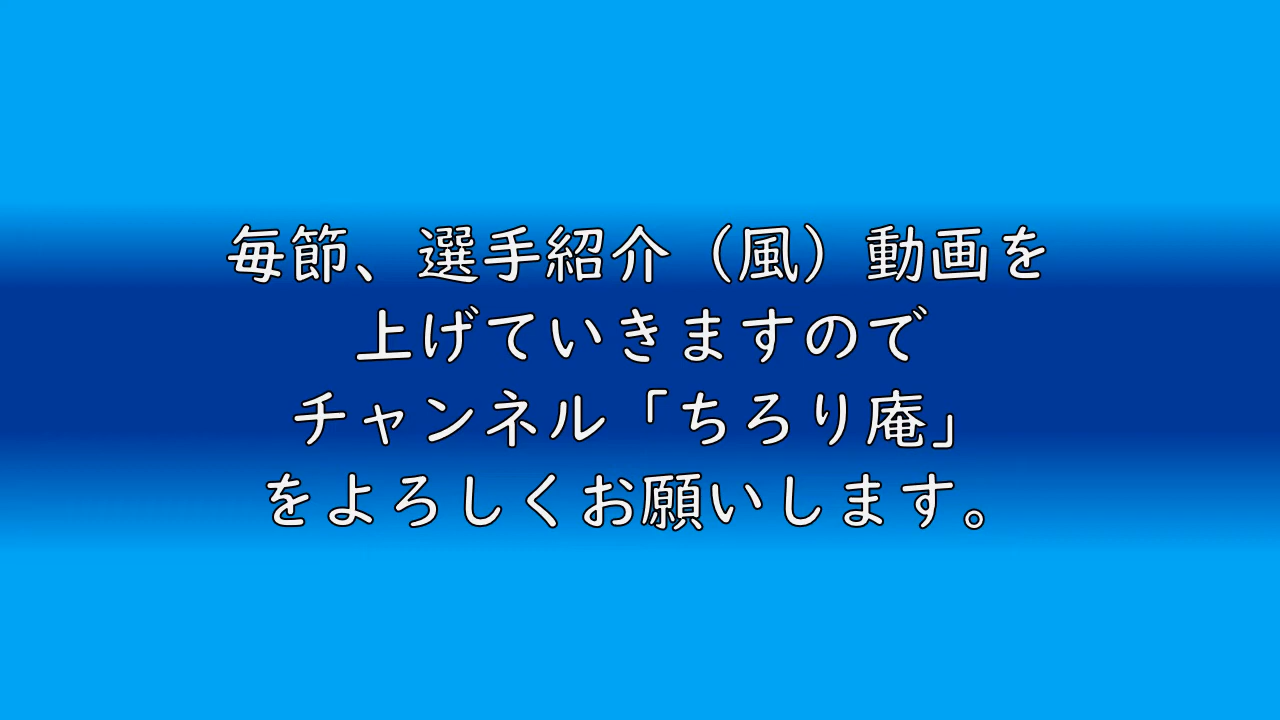 毎節、選手紹介（風）動画を
上げていきますので
チャンネル「ちろり庵」
をよろしくお願いします。